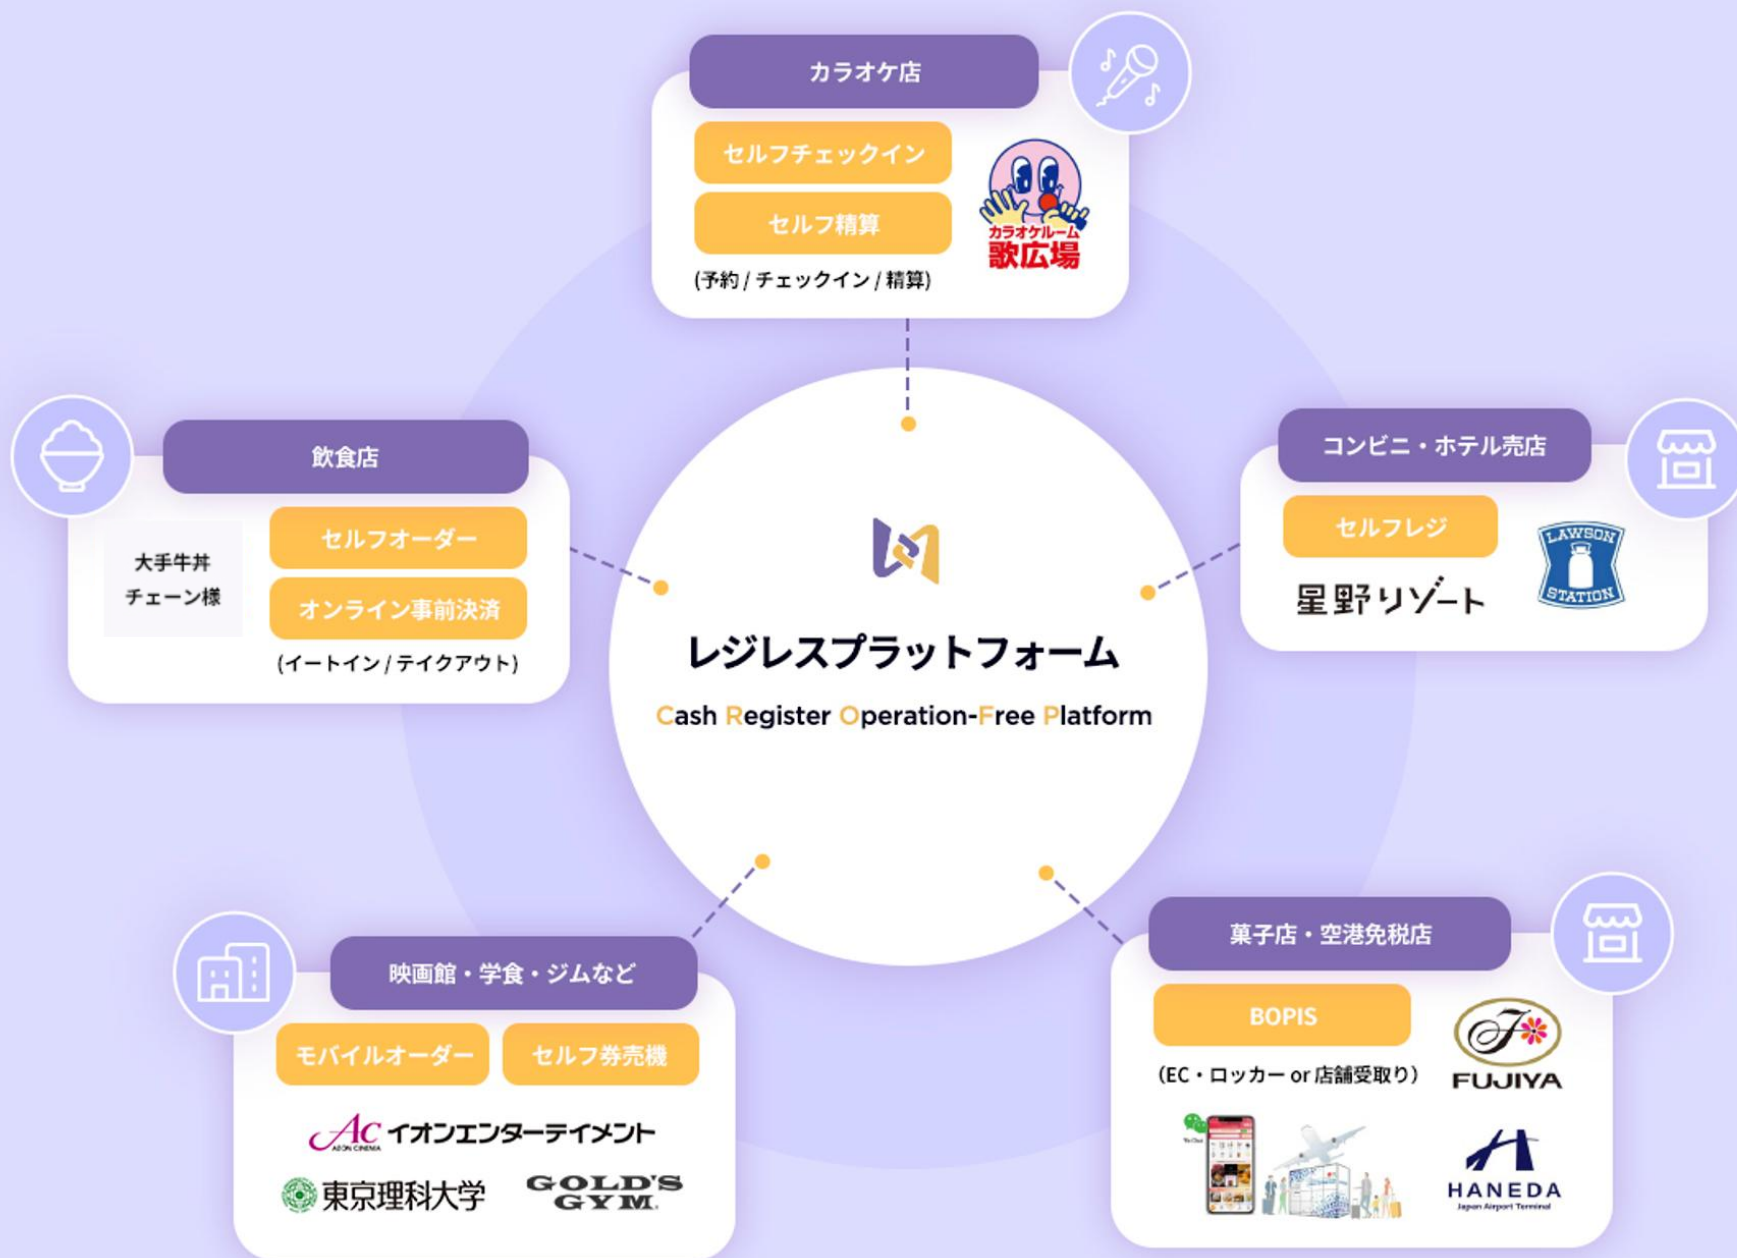 カラオケ店
セルフチェックイン
セルフ精算
(予約 / チェックイン / 精算)
カラオケルーム
歌広場
飲食店
大手牛丼
チェーン様
セルフオーダー
オンライン事前決済
(イートイン / テイクアウト)
レジレスプラットフォーム
Cash Register Operation-Free Platform
コンビニ・ホテル売店
セルフレジ
星野リゾート
LAWSON
STATION
映画館・学食・ジムなど
モバイルオーダー
セルフ券売機
AC イオンエンターテイメント
AEON CINEMA
東京理科大学
GOLD'S
GYM.
菓子店・空港免税店
BOPIS
(EC・ロッカー or 店舗受取り)
F
FUJIYA
We Chat
HANEDA
Japan Airport Terminal